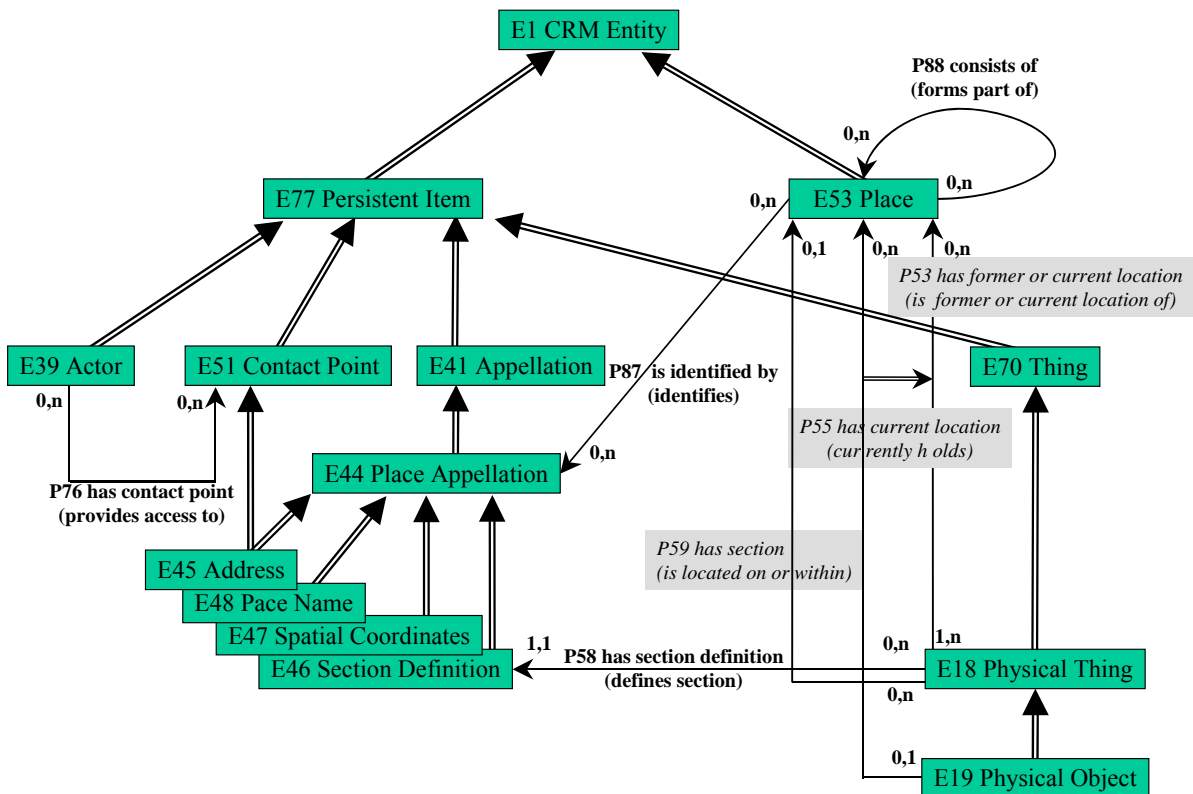 E1 CRM Entity
P88 consists of
(forms part of)
0,n
E77 Persistent Item
0,n
E53 Place
0,n
0,1
0,n
0,n
P53 has former or current location
(is former or current location of)
E39 Actor
E51 Contact Point
E41 Appellation
P87 is identified by
(identifies)
E70 Thing
0,n
0,n
P55 has current location
(currently h olds)
0,n
E44 Place Appellation
P76 has contact point
(provides access to)
P59 has section
(is located on or within)
E45 Address
E48 Pace Name
E47 Spatial Coordinates
E46 Section Definition
1,1
P58 has section definition
(defines section)
0,n
1,n
E18 Physical Thing
0,n
0,1
E19 Physical Object